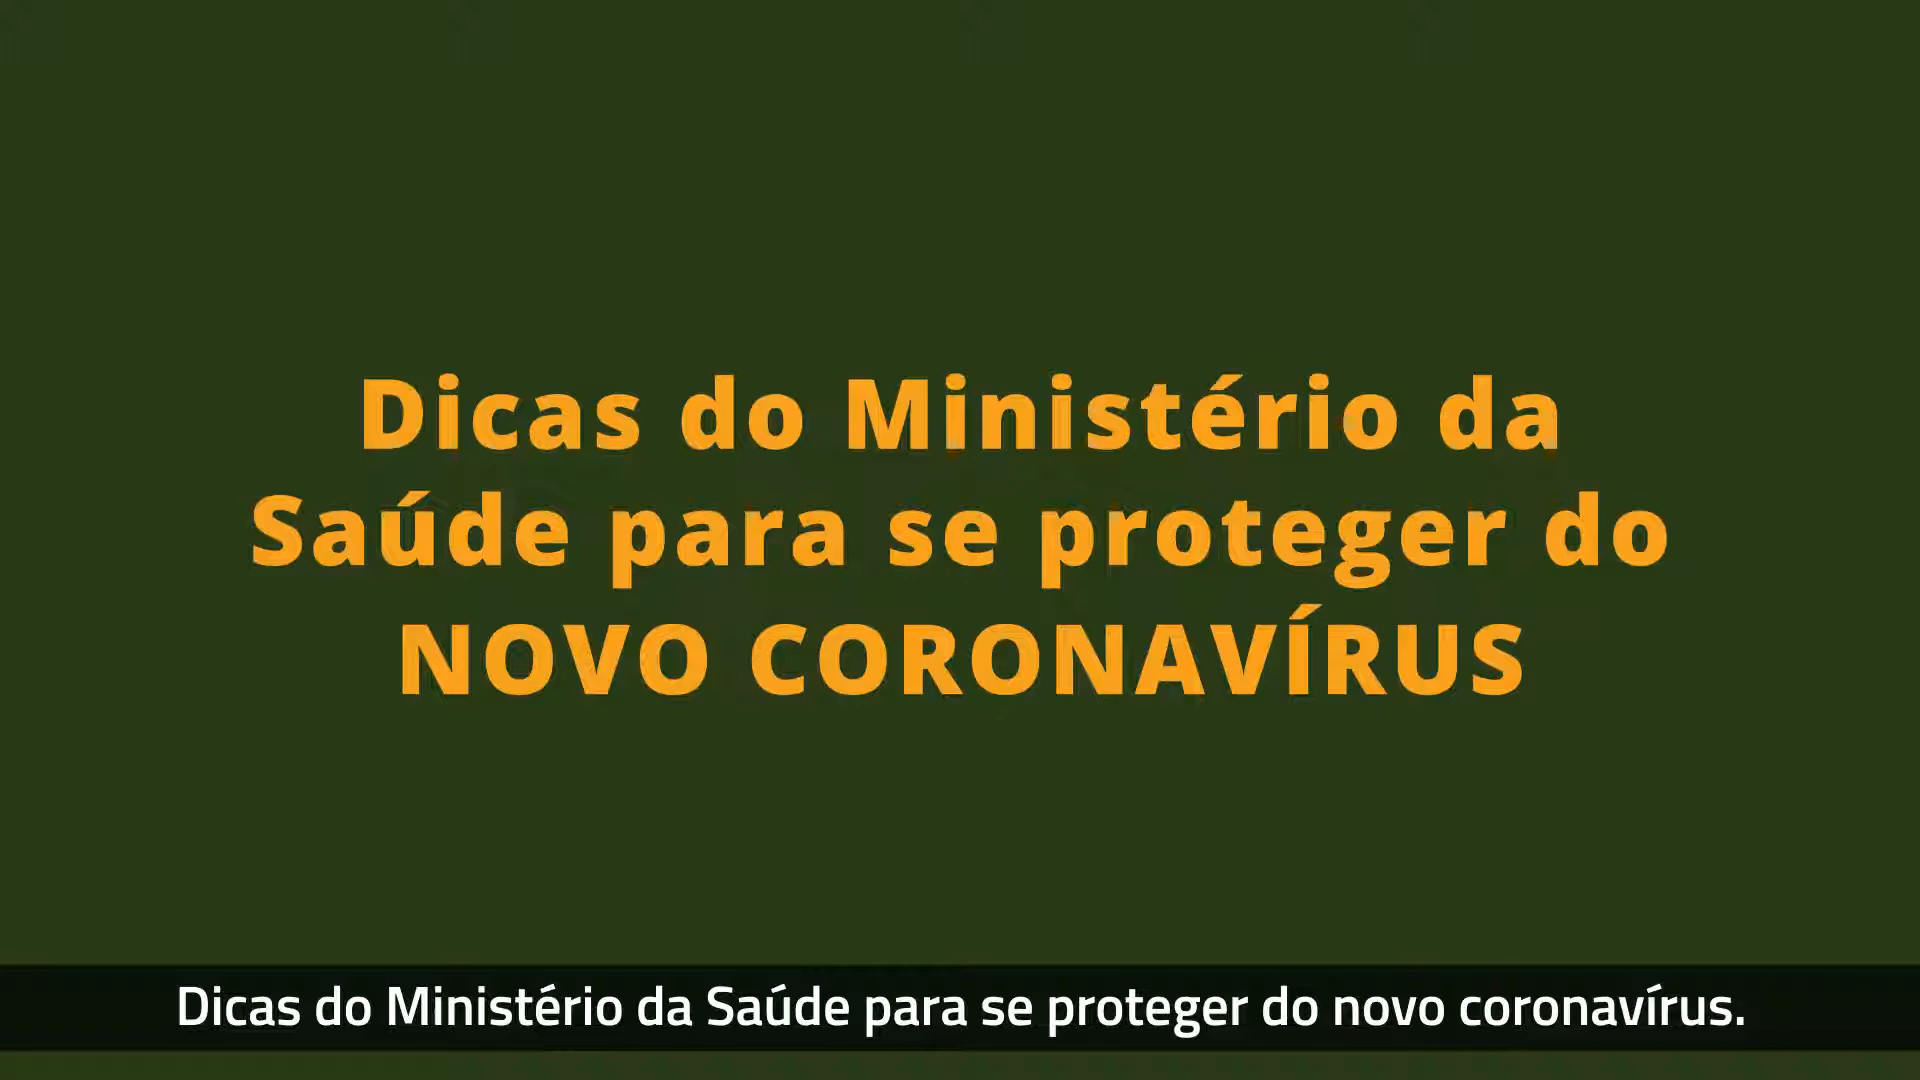 Dicas do Ministério da
Saúde para se proteger do
NOVO CORONAVÍRUS
Dicas do Ministério da Saúde para se proteger do novo coronavírus.